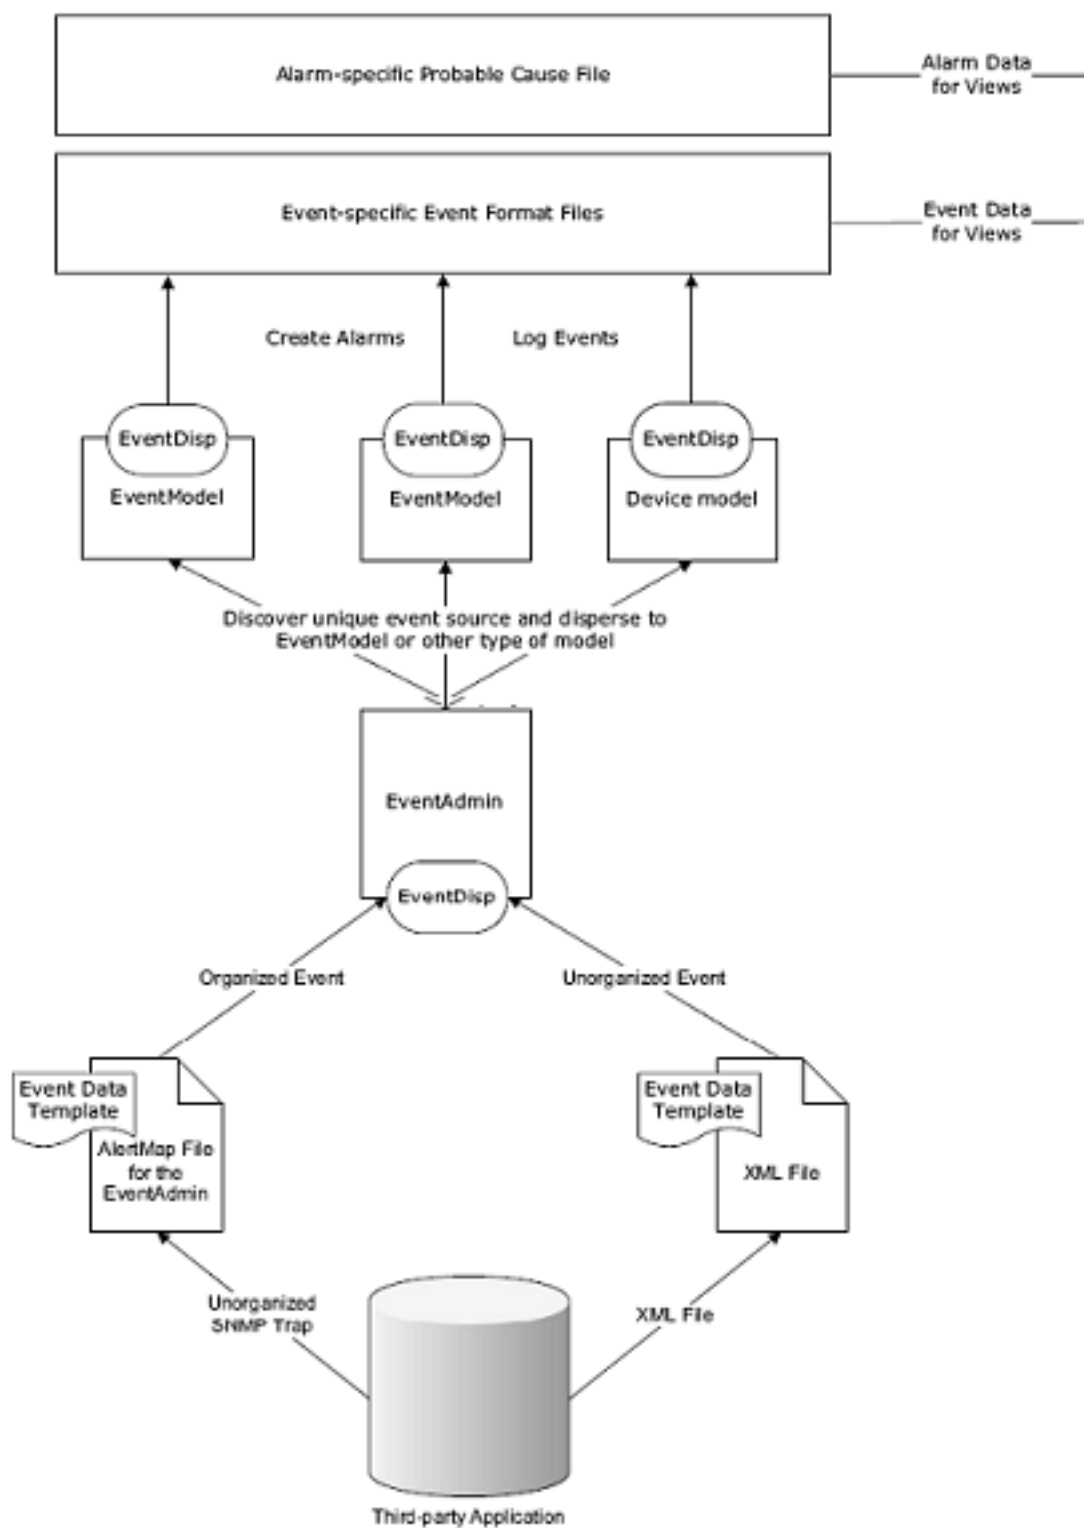 Alarm-specific Probable Cause File
Alarm Data
for Views
Event-specific Event Format Files
Event Data
for Views
Create Alarms
Log Events
EventDisp
EventModel
EventDisp
EventModel
EventDisp
Device model
Discover unique event source and disperse to
EventModel or other type of model
EventAdmin
EventDisp
Organized Event
Unorganized Event
Event Data
Template
AlertMap File
for the
EventAdmin
Event Data
Template
XML File
Unorganized
SNMP Trap
XML File
Third-party Application